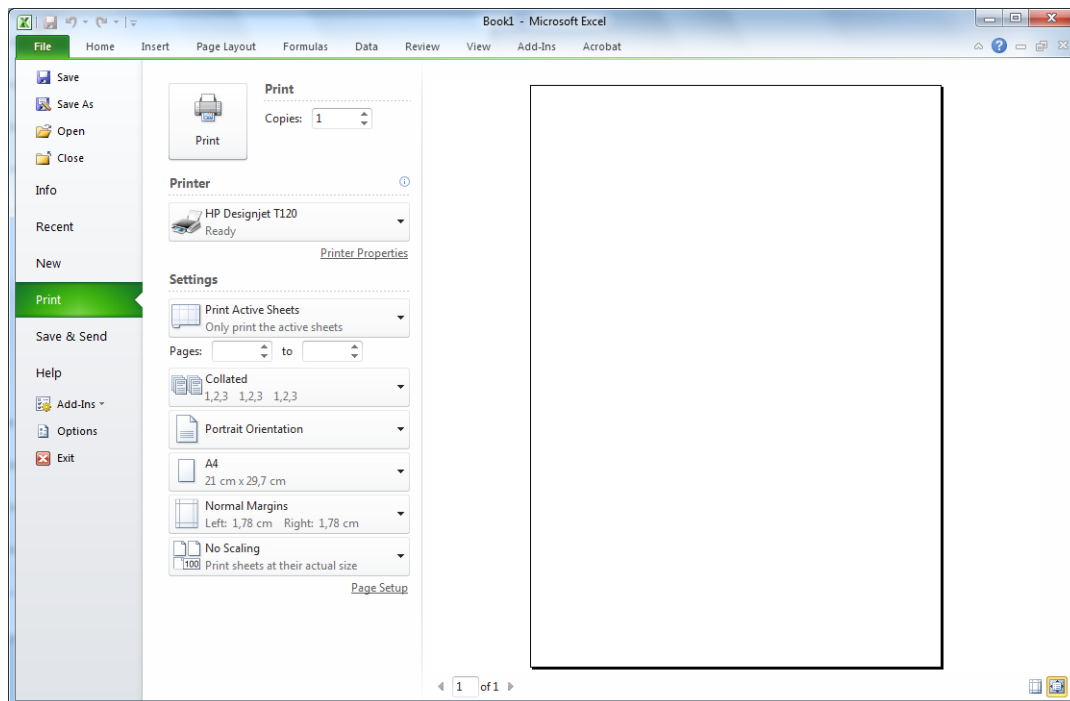 Book1 - Microsoft Excel
File Home Insert Page Layout Formulas Data Review View Add-Ins Acrobat
Save
Save As
Open
Close
Info
Recent
New
Print
Save & Send
Help
Add-Ins
Options
Exit
Print
Print
Copies: 1
Printer
HP Designjet T120
Ready
Printer Properties
Settings
Print Active Sheets
Only print the active sheets
Pages: to
Collated
1,2,3 1,2,3 1,2,3
Portrait Orientation
A4
21 cm x 29,7 cm
Normal Margins
Left: 1,78 cm Right: 1,78 cm
No Scaling
100
Print sheets at their actual size
Page Setup
1 of 1